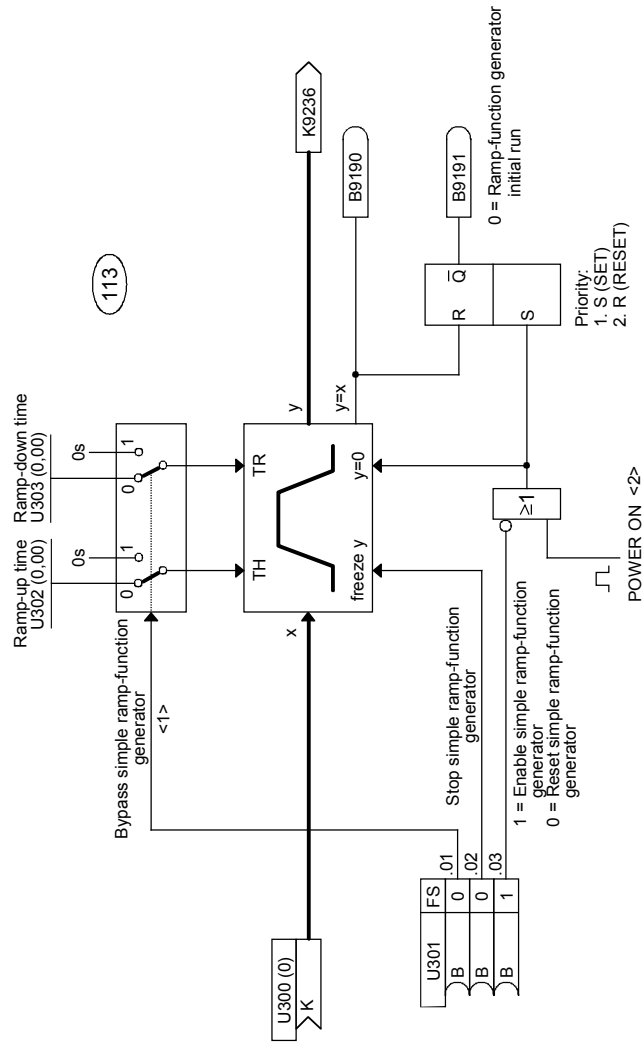 113
Ramp-up time
U302 (0,00)
Ramp-down time
U303 (0,00)
0s
0s
0
1
0
1
Bypass simple ramp-function
generator
<1>
U300 (0)
K
x
TH
TR
y
K9236
freeze y
y=0
y=x
B9190
R
Q̅
B9191
0 = Ramp-function generator
initial run
S
Priority:
1. S (SET)
2. R (RESET)
U301
FS
B
0
.01
B
0
.02
B
1
.03
Stop simple ramp-function
generator
1 = Enable simple ramp-function
generator
0 = Reset simple ramp-function
generator
≥1
POWER ON <2>